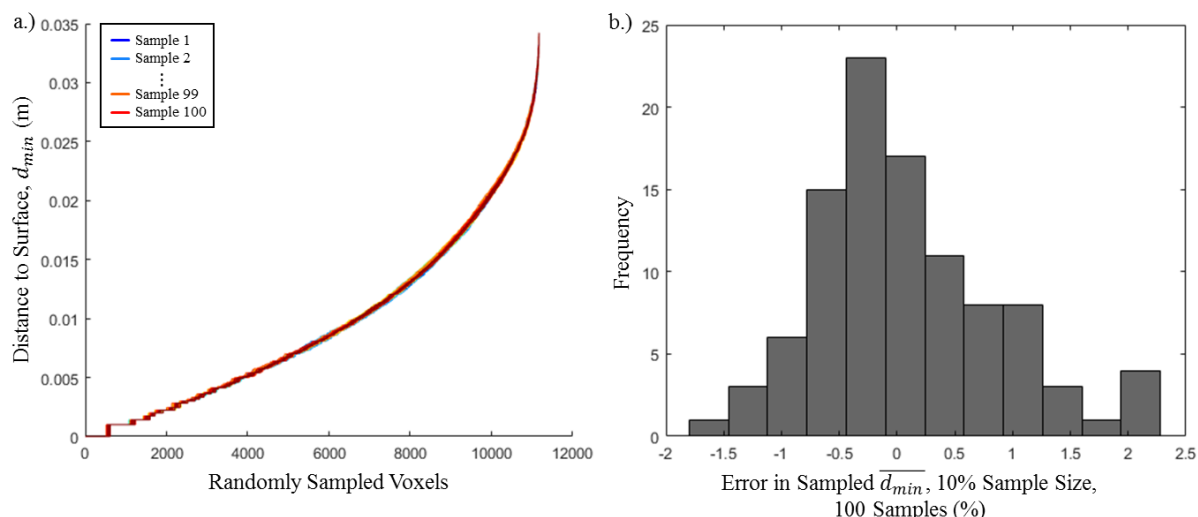 a.)
0.035
0.03
0.025
0.02
0.015
0.01
0.005
0
Distance to Surface, d_min (m)
Sample 1
Sample 2
⋮
Sample 99
Sample 100
0 2000 4000 6000 8000 10000 12000
Randomly Sampled Voxels
b.)
25
20
15
10
5
0
Frequency
-2 -1.5 -1 -0.5 0 0.5 1 1.5 2 2.5
Error in Sampled d̅_min, 10% Sample Size,
100 Samples (%)